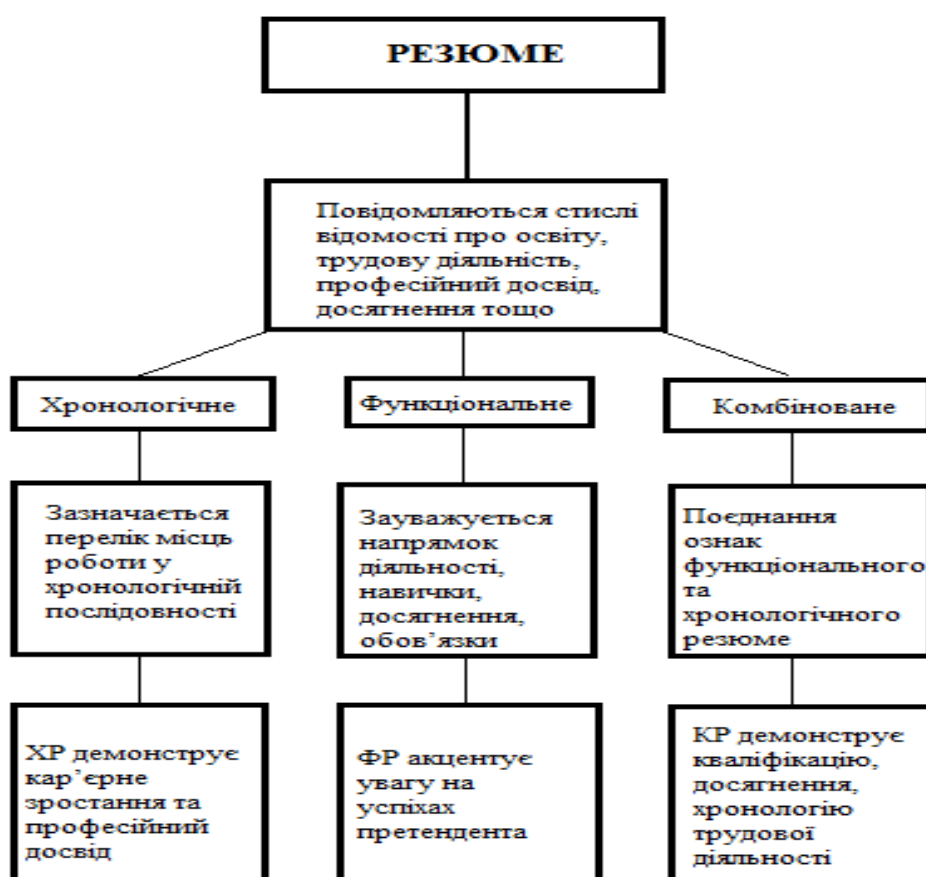 РЕЗЮМЕ
Повідомляються стислі
відомості про освіту,
трудову діяльність,
професійний досвід,
досягнення тощо
Хронологічне
Функціональне
Комбіноване
Зазначається
перелік місць
роботи у
хронологічній
послідовності
Зауважується
напрямок
діяльності,
навички,
досягнення,
обов’язки
Поєднання
ознак
функціонального
та
хронологічного
резюме
ХР демонструє
кар’єрне
зростання та
професійний
досвід
ФР акцентує
увагу на
успіхах
претендента
КР демонструє
кваліфікацію,
досягнення,
хронологію
трудової
діяльності